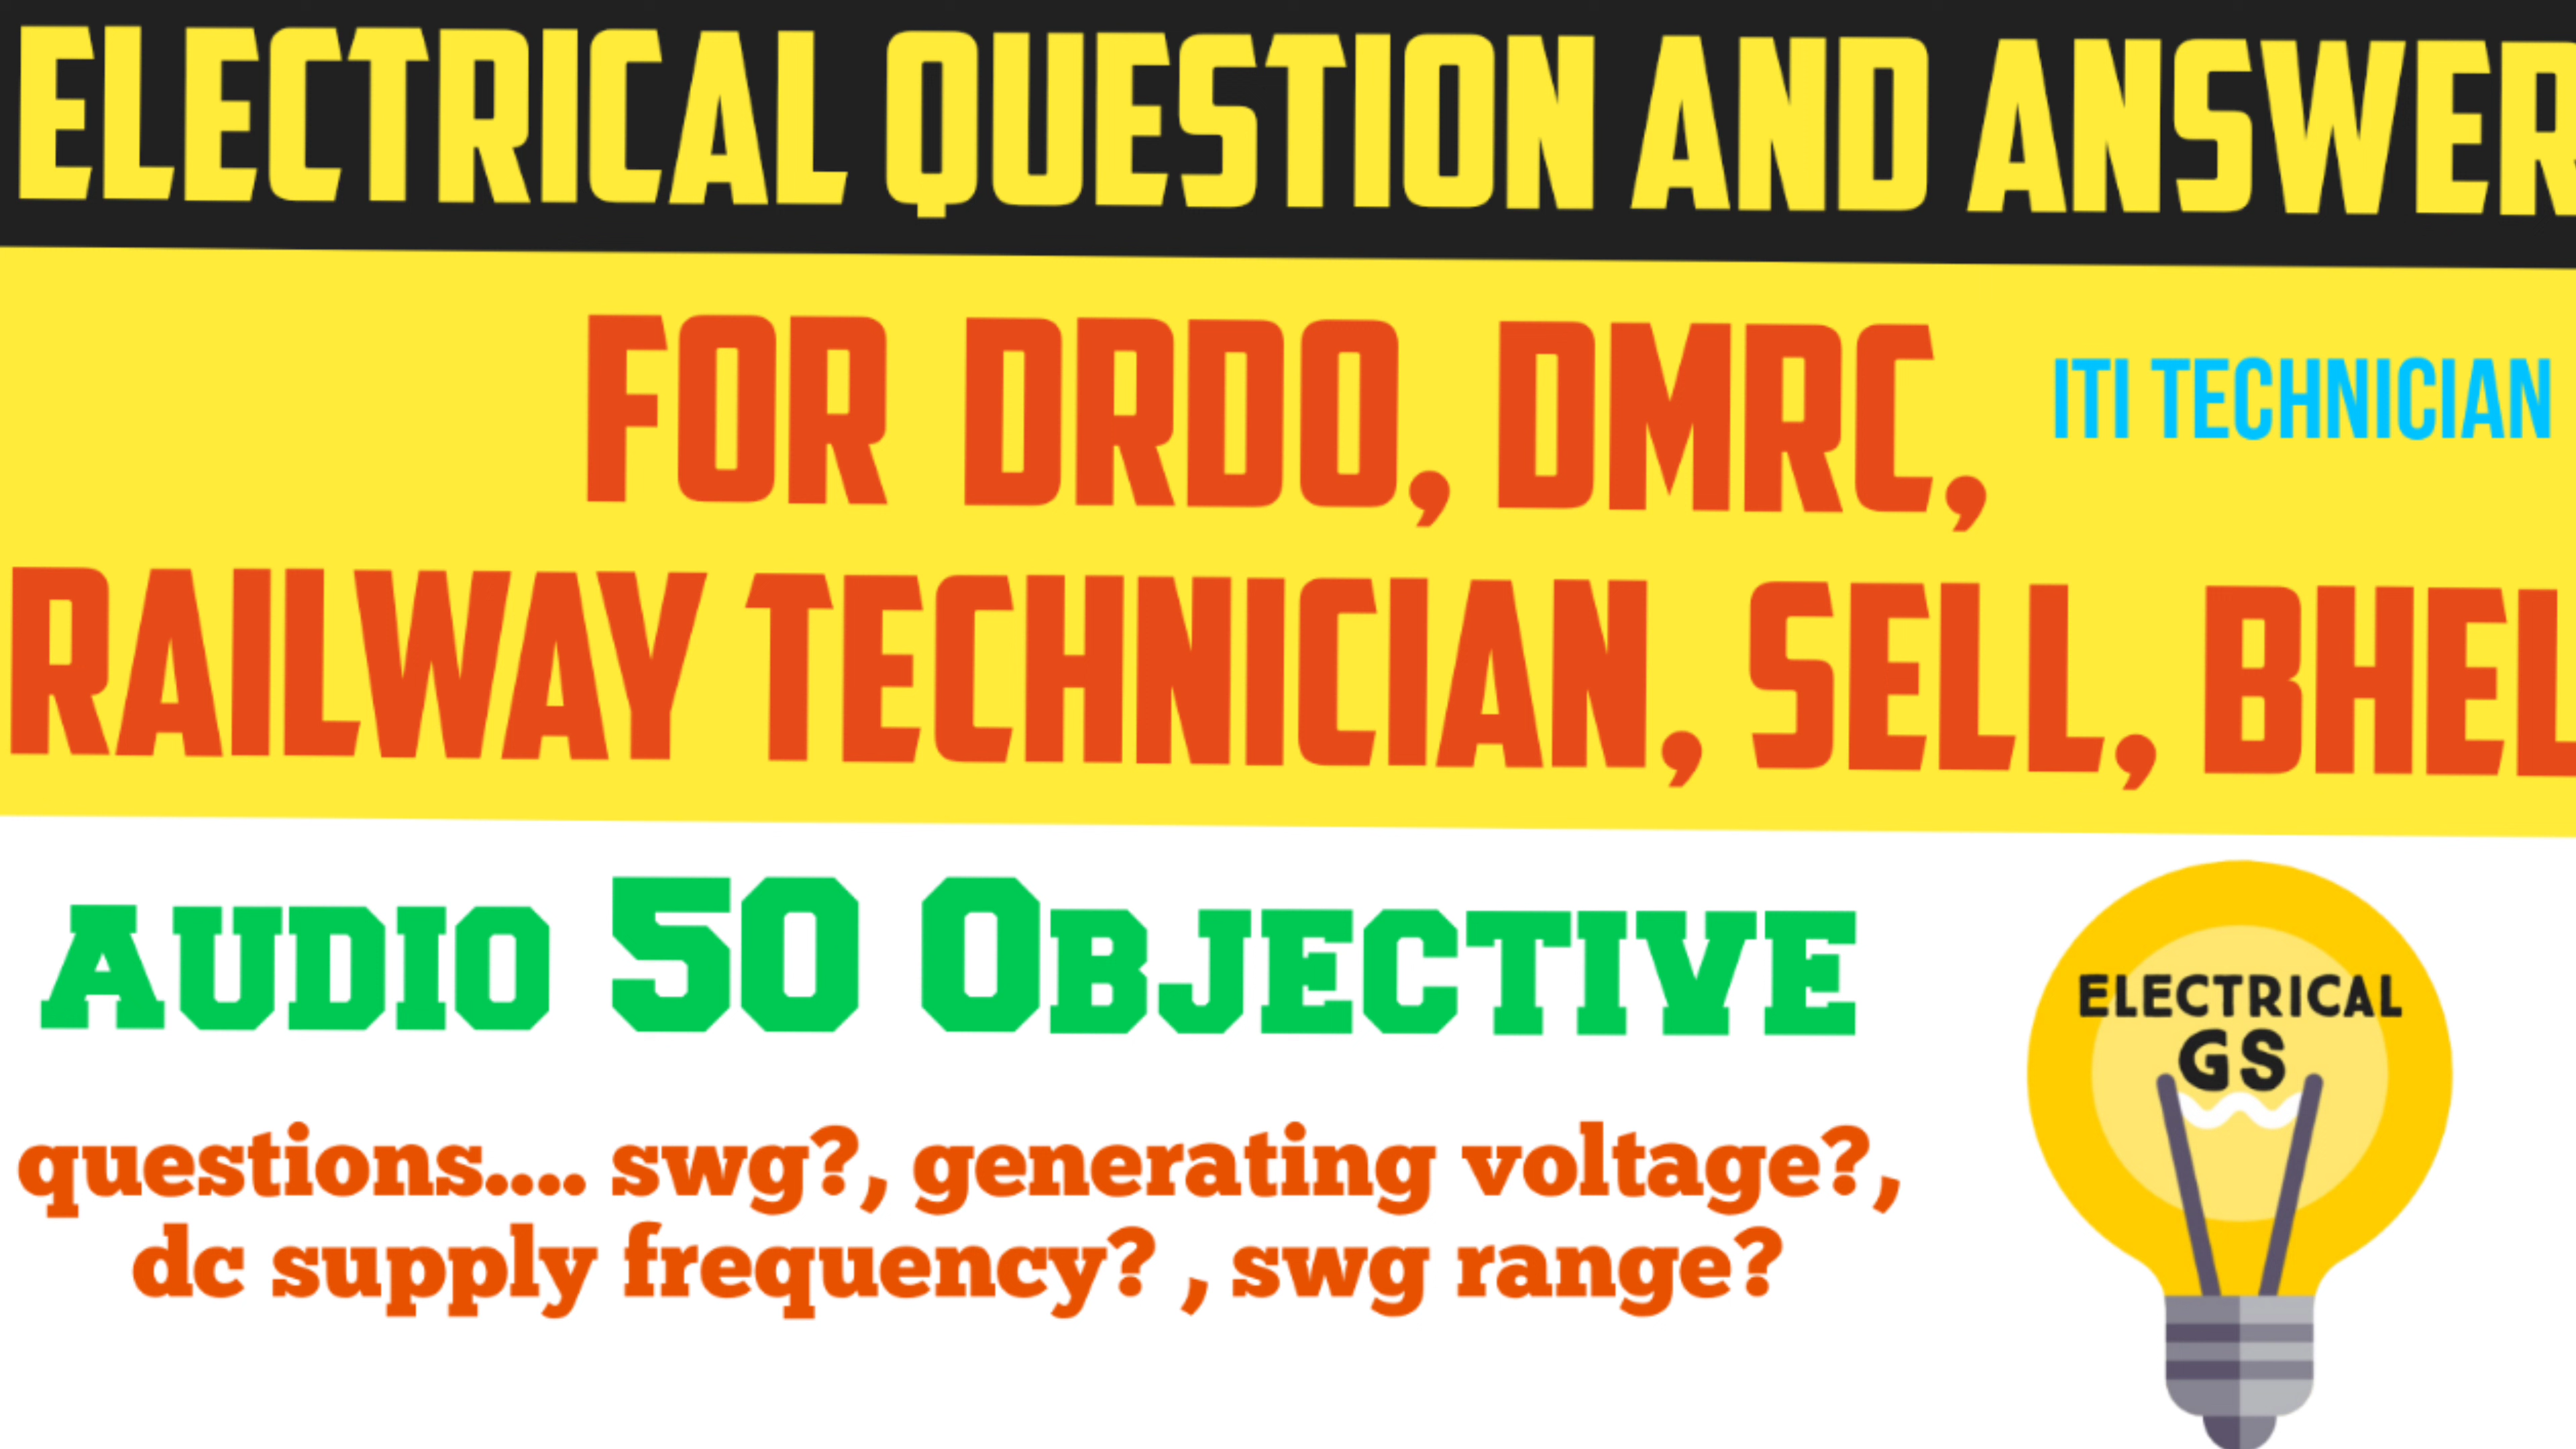 ELECTRICAL QUESTION AND ANSWER
FOR DRDO, DMRC,
ITI TECHNICIAN
RAILWAY TECHNICIAN, SELL, BHEL
AUDIO 50 OBJECTIVE
questions.... swg?, generating voltage?,
dc supply frequency? , swg range?
ELECTRICAL
GS